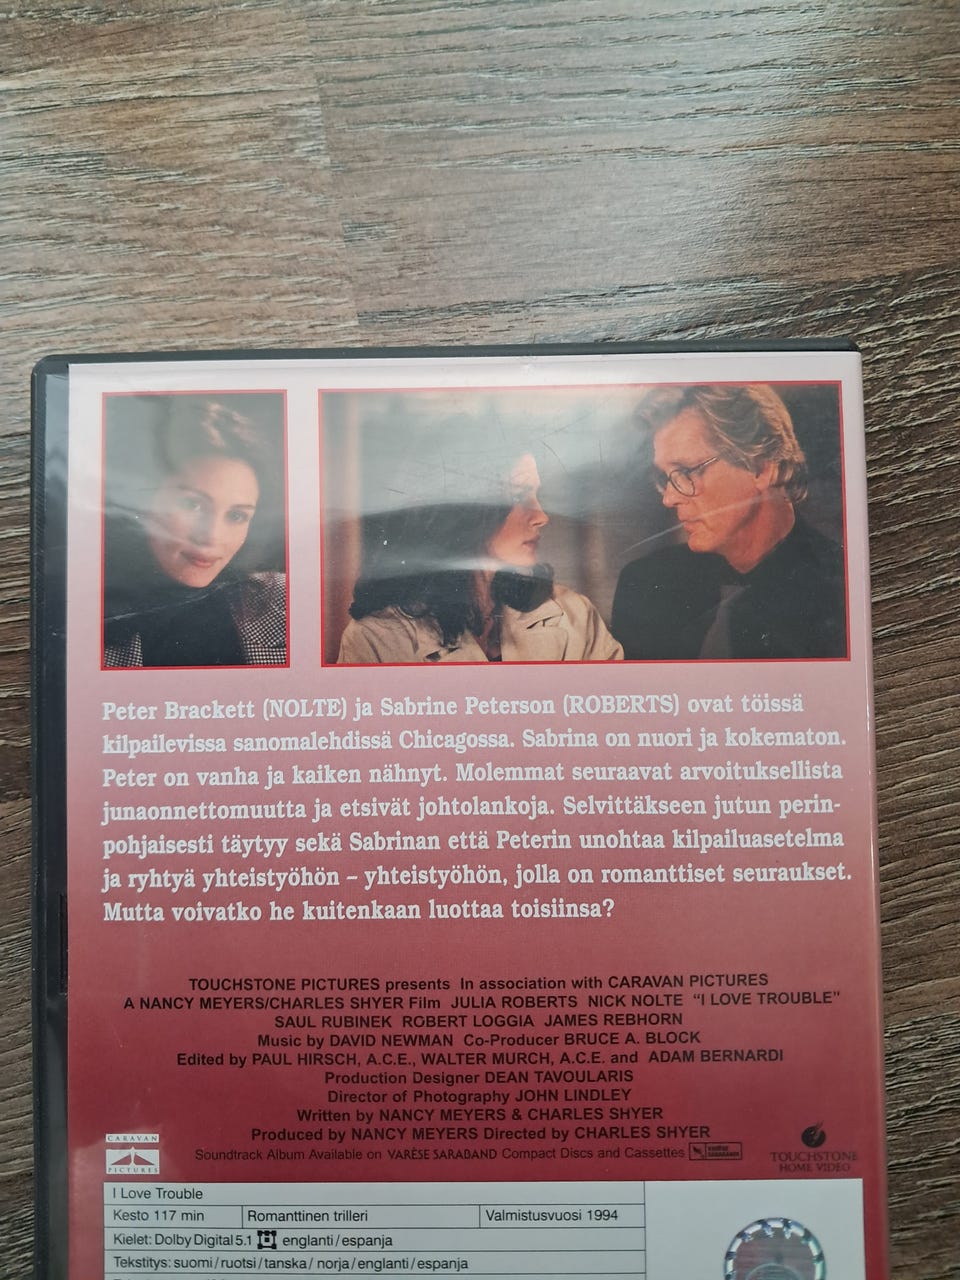 Peter Brackett (NOLTE) ja Sabrine Peterson (ROBERTS) ovat töissä
kilpailevissa sanomalehdissä Chicagossa. Sabrina on nuori ja kokematon.
Peter on vanha ja kaiken nähnyt. Molemmat seuraavat arvoituksellista
junaonnettomuutta ja etsivät johtolankoja. Selvittäkseen jutun perin-
pohjaisesti täytyy sekä Sabrinan että Peterin unohtaa kilpailuasetelma
ja ryhtyä yhteistyöhön – yhteistyöhön, jolla on romanttiset seuraukset.
Mutta voivatko he kuitenkaan luottaa toisiinsa?
TOUCHSTONE PICTURES presents In association with CARAVAN PICTURES
A NANCY MEYERS/CHARLES SHYER Film JULIA ROBERTS NICK NOLTE "I LOVE TROUBLE"
SAUL RUBINEK ROBERT LOGGIA JAMES REBHORN
Music by DAVID NEWMAN Co-Producer BRUCE A. BLOCK
Edited by PAUL HIRSCH, A.C.E., WALTER MURCH, A.C.E. and ADAM BERNARDI
Production Designer DEAN TAVOULARIS
Director of Photography JOHN LINDLEY
Written by NANCY MEYERS & CHARLES SHYER
Produced by NANCY MEYERS Directed by CHARLES SHYER
Soundtrack Album Available on VARÈSE SARABAND Compact Discs and Cassettes
CARAVAN
PICTURES
TOUCHSTONE
HOME VIDEO
I Love Trouble
Kesto 117 min Romanttinen trilleri Valmistusvuosi 1994
Kielet: Dolby Digital 5.1 englanti/espanja
Tekstitys: suomi/ruotsi/tanska/norja/englanti/espanja